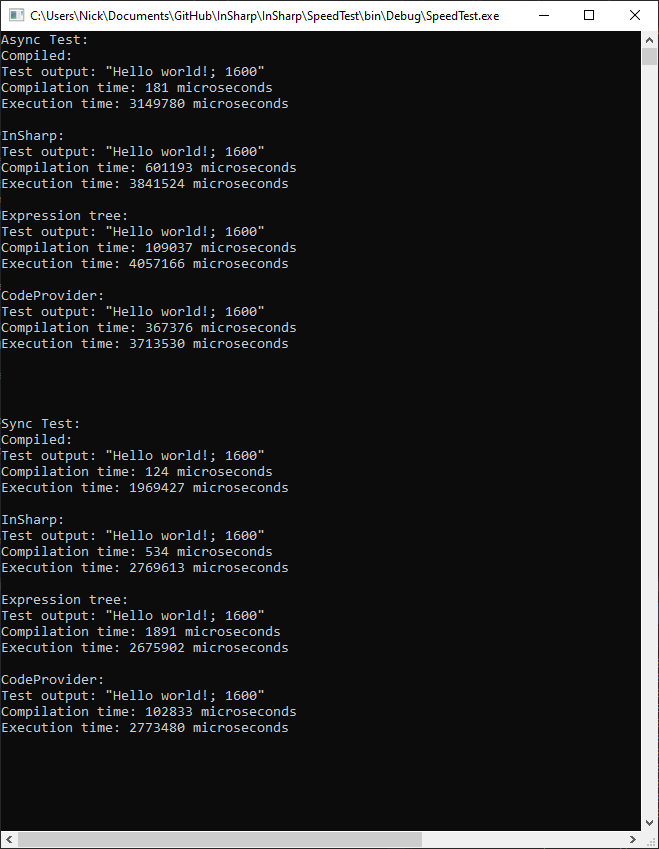 C:\Users\Nick\Documents\GitHub\InSharp\InSharp\SpeedTest\bin\Debug\SpeedTest.exe
Async Test:
Compiled:
Test output: "Hello world!; 1600"
Compilation time: 181 microseconds
Execution time: 3149780 microseconds
InSharp:
Test output: "Hello world!; 1600"
Compilation time: 601193 microseconds
Execution time: 3841524 microseconds
Expression tree:
Test output: "Hello world!; 1600"
Compilation time: 109037 microseconds
Execution time: 4057166 microseconds
CodeProvider:
Test output: "Hello world!; 1600"
Compilation time: 367376 microseconds
Execution time: 3713530 microseconds
Sync Test:
Compiled:
Test output: "Hello world!; 1600"
Compilation time: 124 microseconds
Execution time: 1969427 microseconds
InSharp:
Test output: "Hello world!; 1600"
Compilation time: 534 microseconds
Execution time: 2769613 microseconds
Expression tree:
Test output: "Hello world!; 1600"
Compilation time: 1891 microseconds
Execution time: 2675902 microseconds
CodeProvider:
Test output: "Hello world!; 1600"
Compilation time: 102833 microseconds
Execution time: 2773480 microseconds